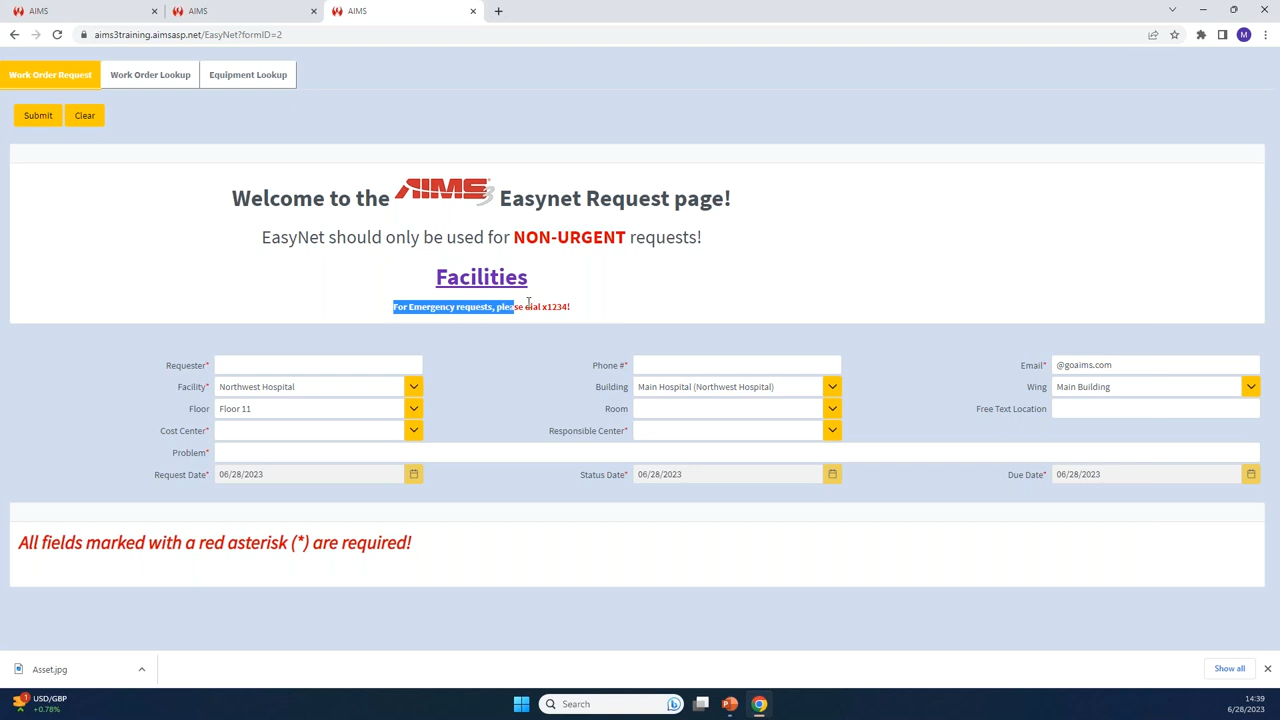 AIMS
AIMS
AIMS
aims3training.aimsasp.net/EasyNet?formID=2
M
Work Order Request
Work Order Lookup
Equipment Lookup
Submit
Clear
Welcome to the AIMS3 Easynet Request page!
EasyNet should only be used for NON-URGENT requests!
Facilities
For Emergency requests, please dial x1234!
Requester*
Phone #*
Email* @goaims.com
Facility* Northwest Hospital
Building Main Hospital (Northwest Hospital)
Wing Main Building
Floor Floor 11
Room
Free Text Location
Cost Center*
Responsible Center*
Problem*
Request Date* 06/28/2023
Status Date* 06/28/2023
Due Date* 06/28/2023
All fields marked with a red asterisk (*) are required!
Asset.jpg
Show all
1
USD/GBP
+0.78%
Search
14:39
6/28/2023